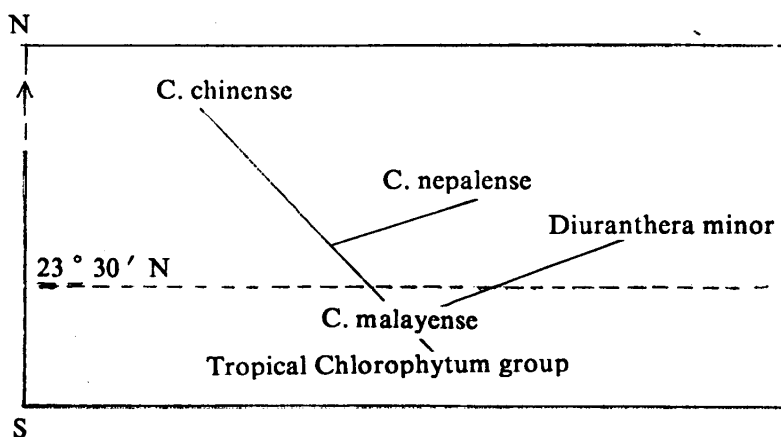 N
C. chinense
C. nepalense
Diuranthera minor
23° 30′ N
C. malayense
Tropical Chlorophytum group
S